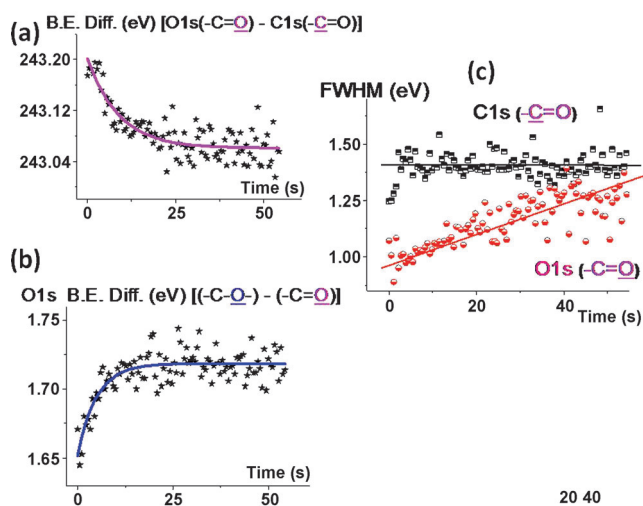 (a)
B.E. Diff. (eV) [O1s(-C=O) - C1s(-C=O)]
243.20
243.12
243.04
0
25
50
Time (s)
(b)
O1s B.E. Diff. (eV) [(-C-O-) - (-C=O)]
1.75
1.70
1.65
0
25
50
Time (s)
(c)
FWHM (eV)
C1s (-C=O)
1.50
1.25
1.00
O1s (-C=O)
0
20
40
Time (s)
20 40